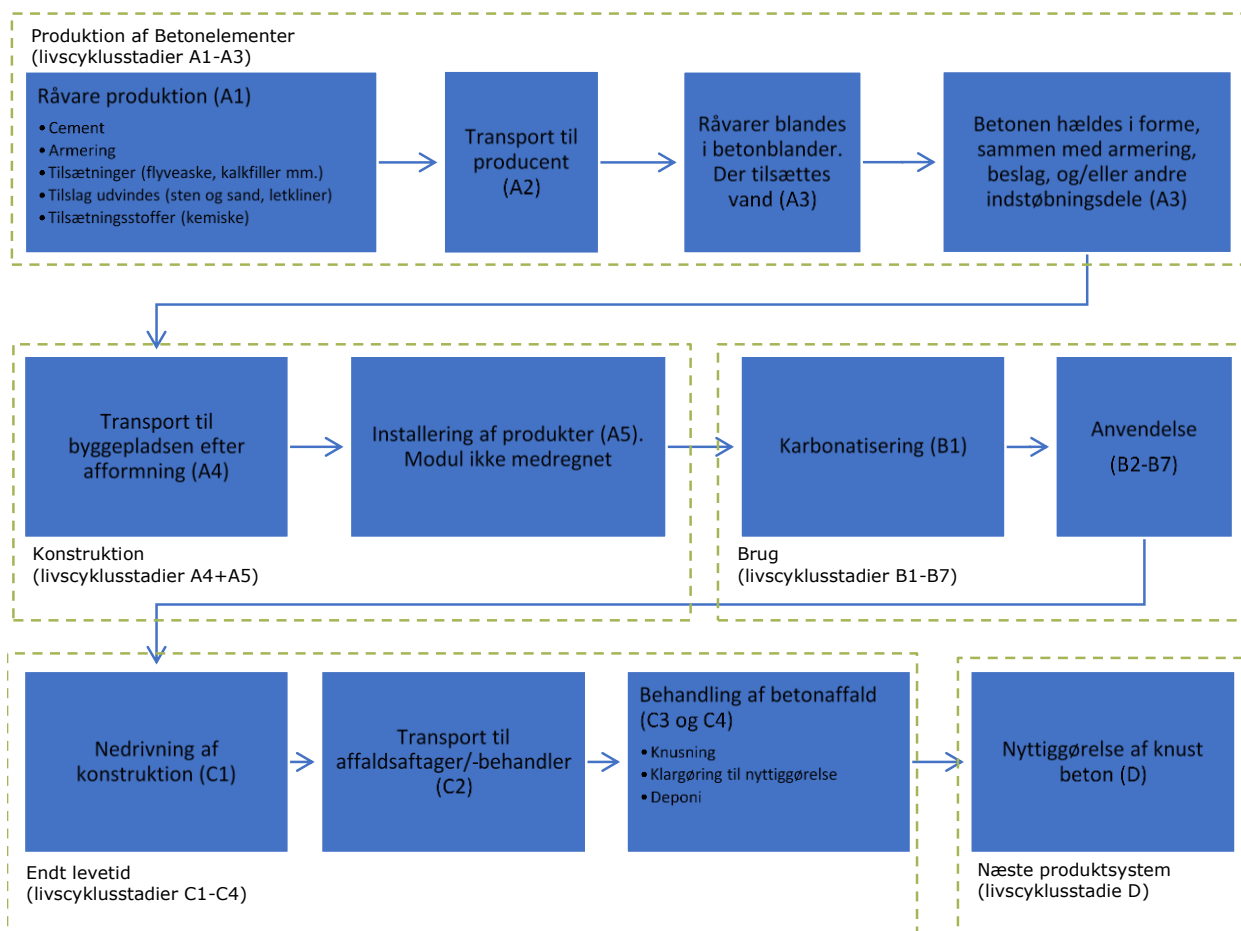 Produktion af Betonelementer
(livscyklusstadier A1-A3)
Råvare produktion (A1)
• Cement
• Armering
• Tilsætninger (flyveaske, kalkfiller mm.)
• Tilslag udvindes (sten og sand, letkliner)
• Tilsætningsstoffer (kemiske)
Transport til
producent
(A2)
Råvarer blandes
i betonblander.
Der tilsættes
vand (A3)
Betonen hældes i forme,
sammen med armering,
beslag, og/eller andre
indstøbningsdele (A3)
Transport til
byggepladsen efter
afformning (A4)
Installering af produkter (A5).
Modul ikke medregnet
Konstruktion
(livscyklusstadier A4+A5)
Karbonatisering (B1)
Anvendelse
(B2-B7)
Brug
(livscyklusstadier B1-B7)
Nedrivning af
konstruktion (C1)
Transport til
affaldsaftager/-behandler
(C2)
Behandling af betonaffald
(C3 og C4)
• Knusning
• Klargøring til nyttiggørelse
• Deponi
Endt levetid
(livscyklusstadier C1-C4)
Nyttiggørelse af knust
beton (D)
Næste produktsystem
(livscyklusstadie D)